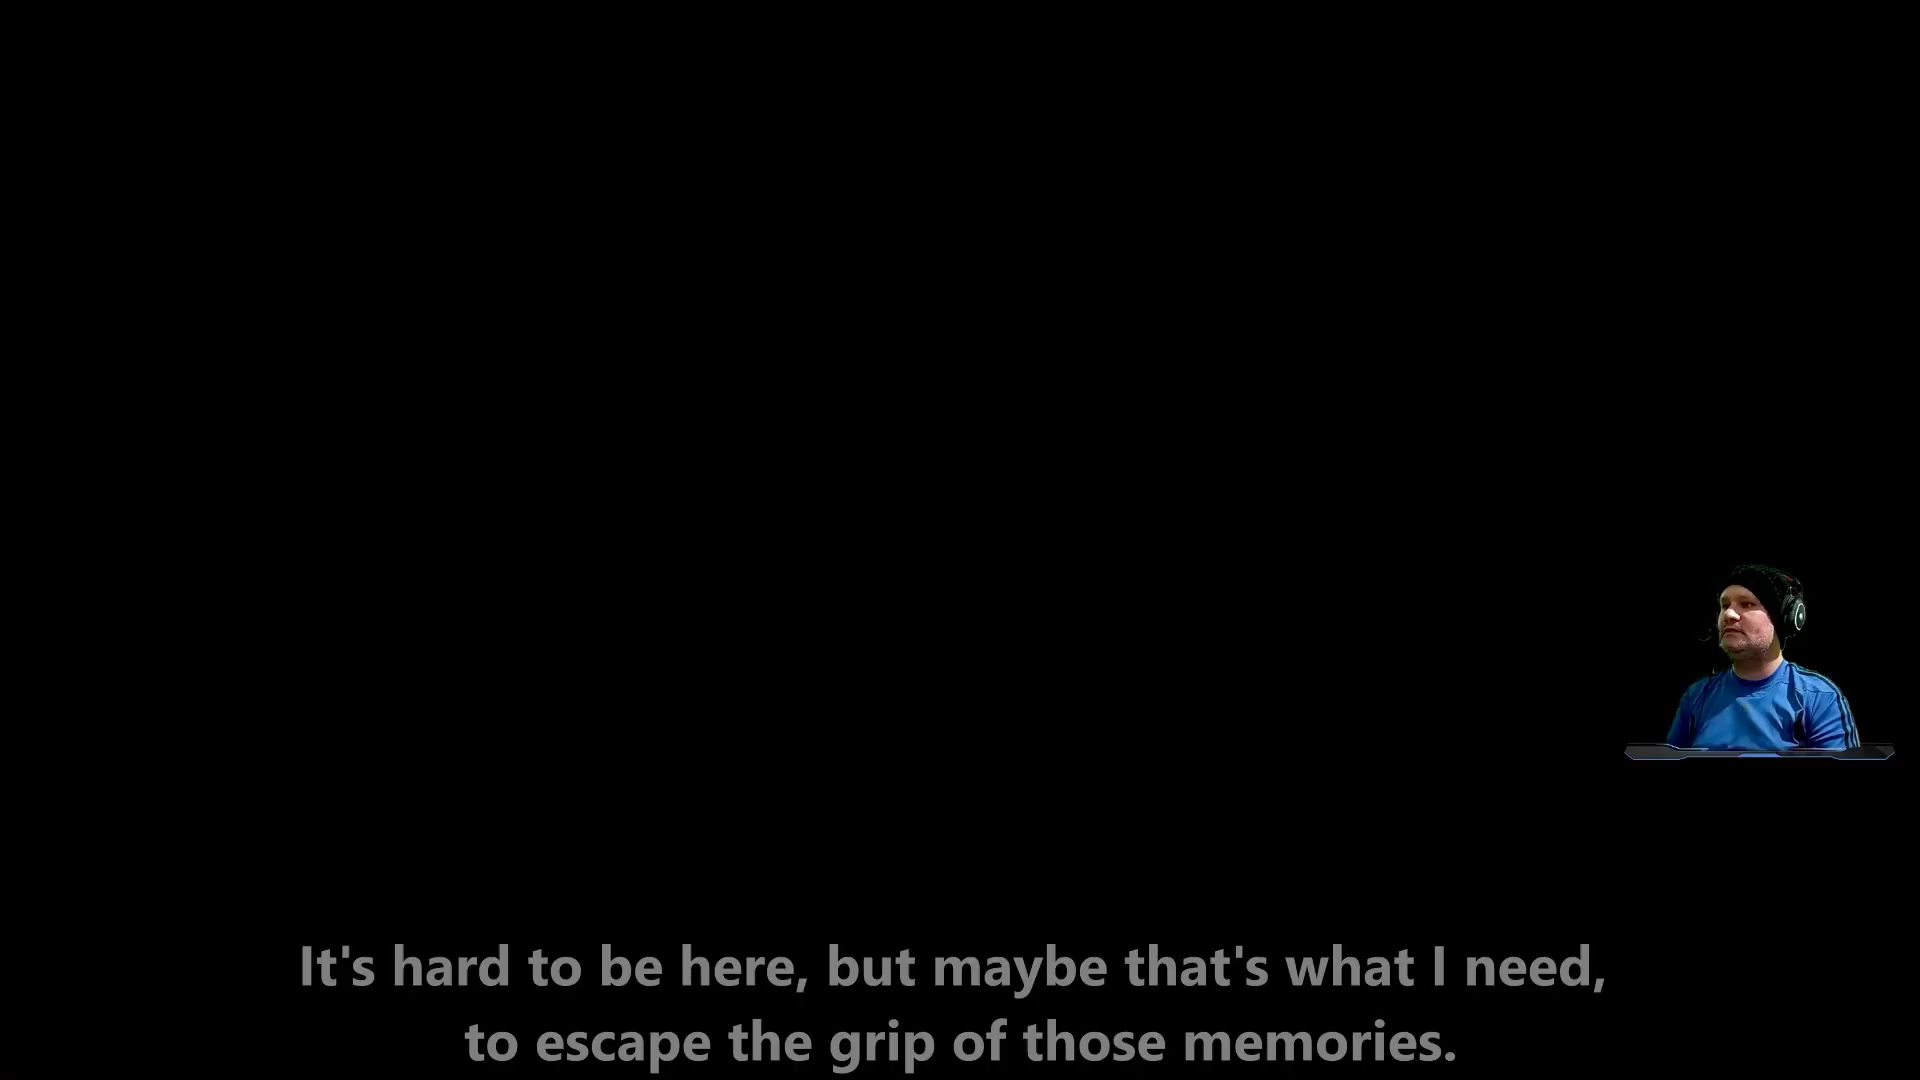 It's hard to be here, but maybe that's what I need,
to escape the grip of those memories.